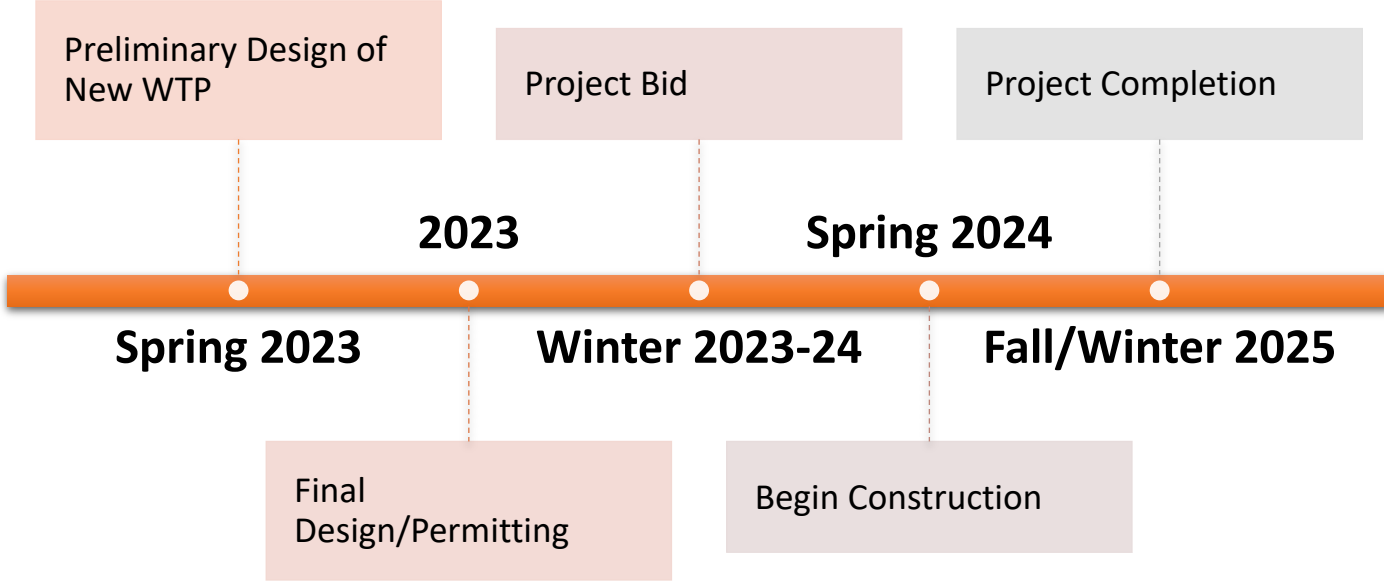 Preliminary Design of
New WTP
Project Bid
Project Completion
2023
Spring 2024
Spring 2023
Winter 2023-24
Fall/Winter 2025
Final
Design/Permitting
Begin Construction